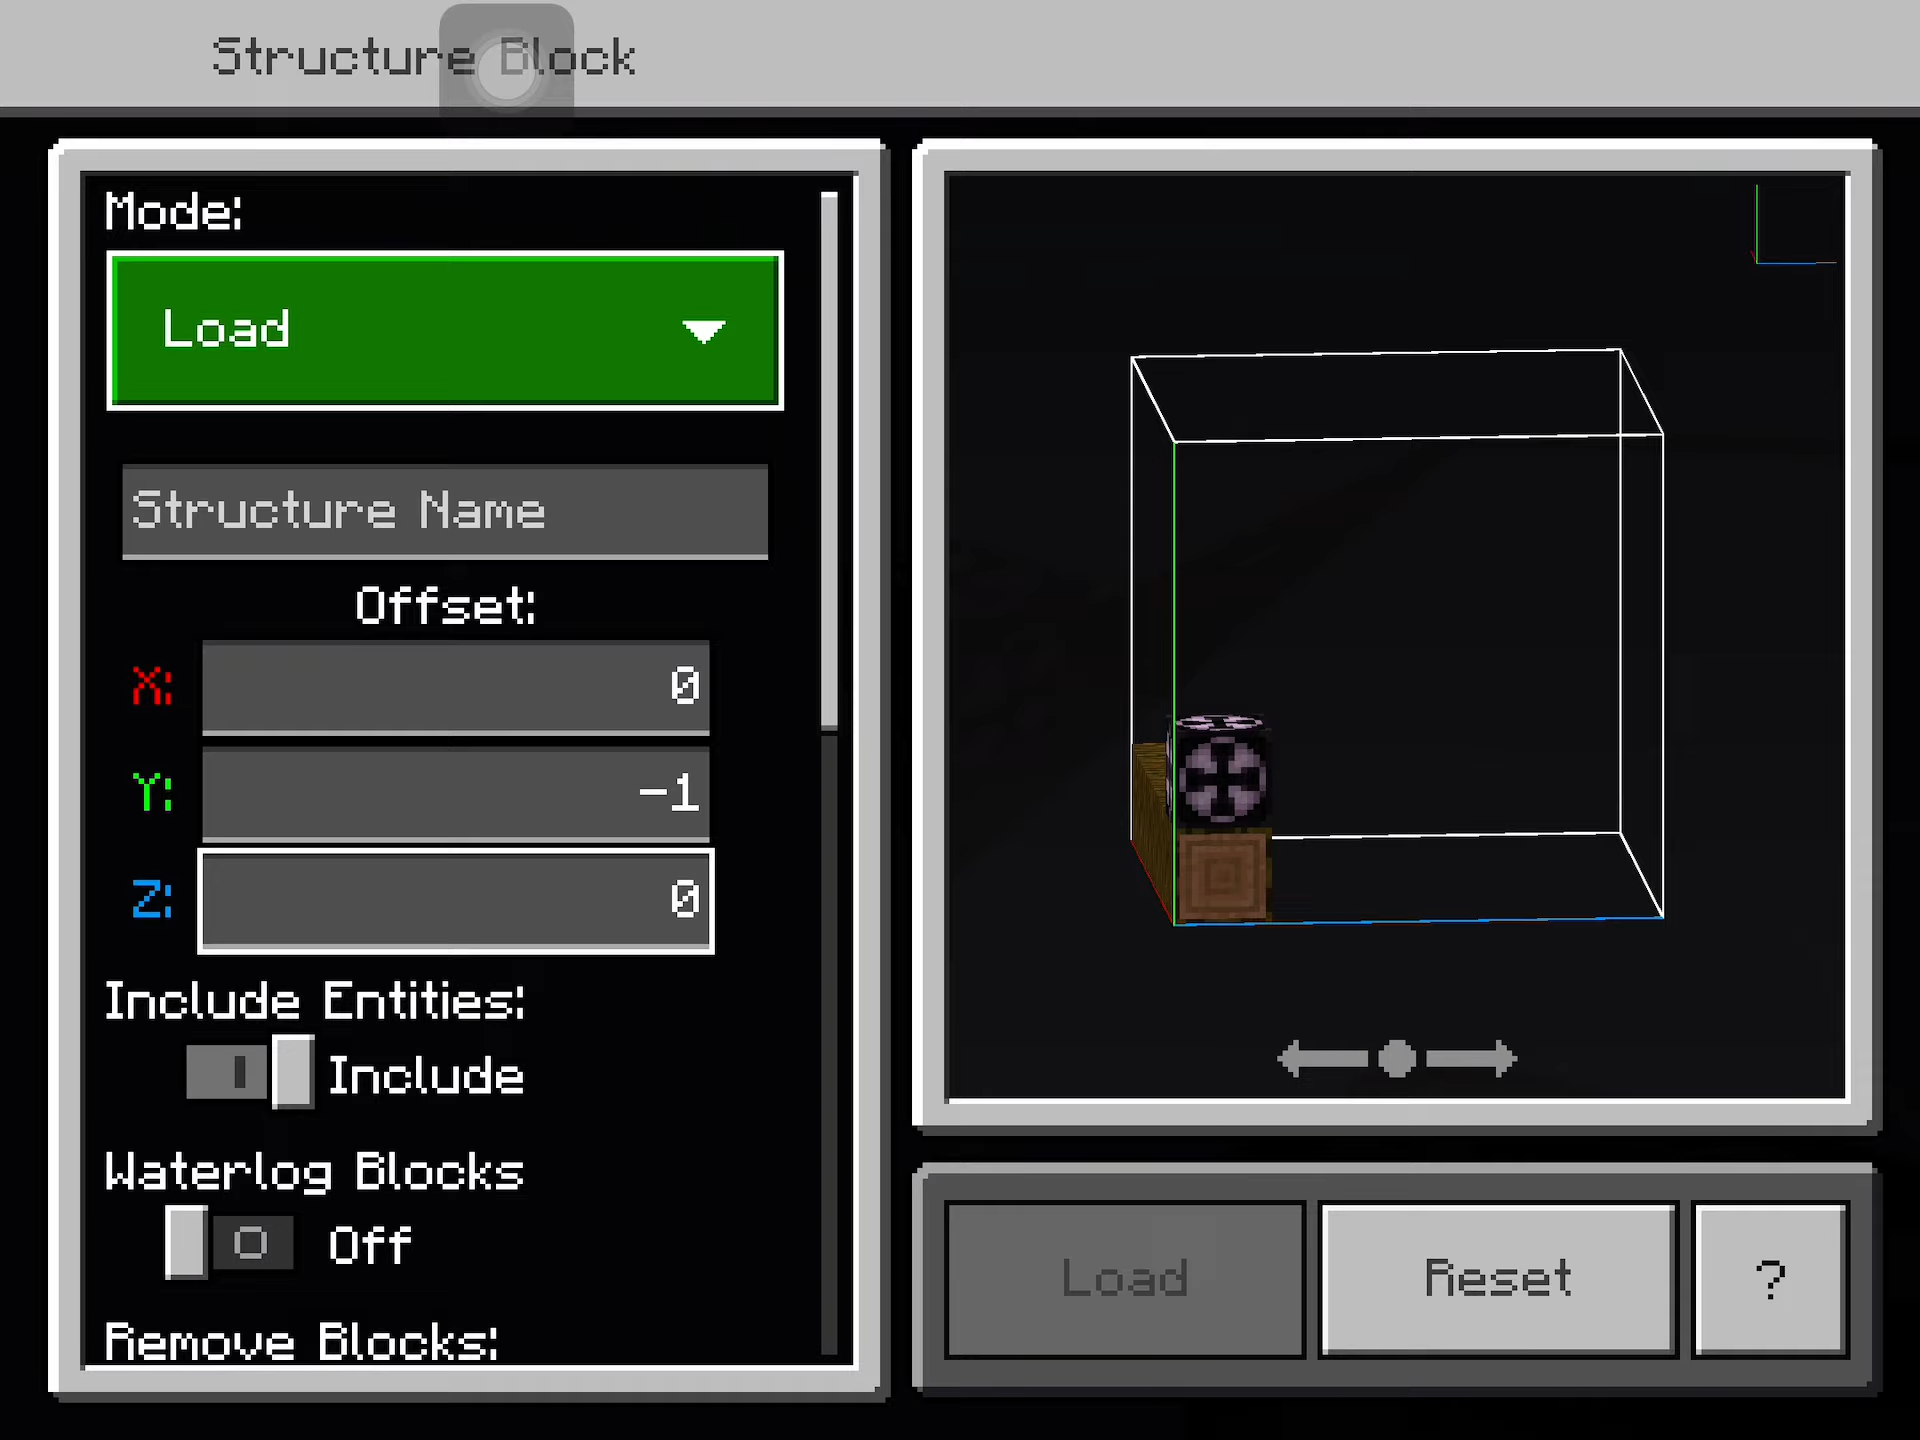 Structure Block
Mode:
Load
Structure Name
Offset:
X: 0
Y: -1
Z: 0
Include Entities:
Include
Waterlog Blocks
Off
Remove Blocks:
Load
Reset
?